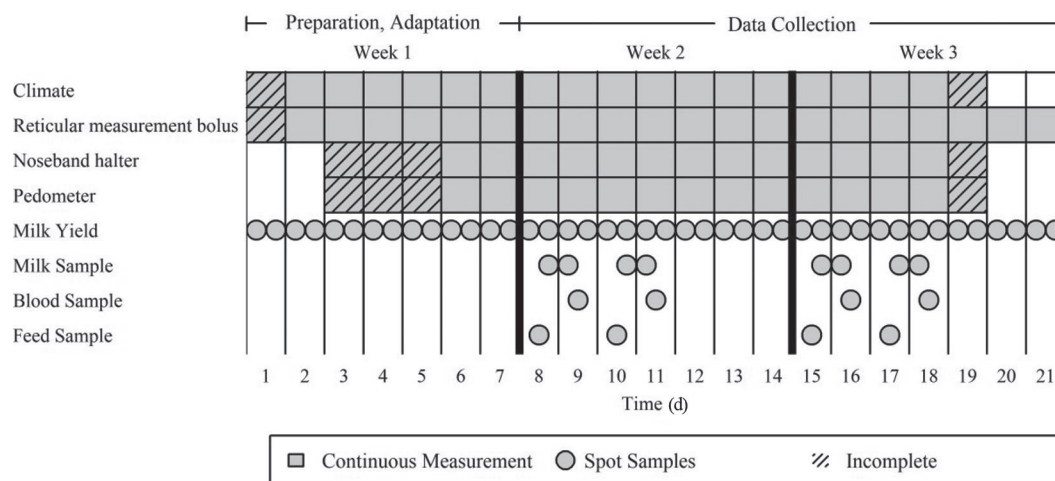 Preparation, Adaptation Data Collection
Week 1 Week 2 Week 3
Climate
Reticular measurement bolus
Noseband halter
Pedometer
Milk Yield
Milk Sample
Blood Sample
Feed Sample
1 2 3 4 5 6 7 8 9 10 11 12 13 14 15 16 17 18 19 20 21
Time (d)
Continuous Measurement Spot Samples Incomplete